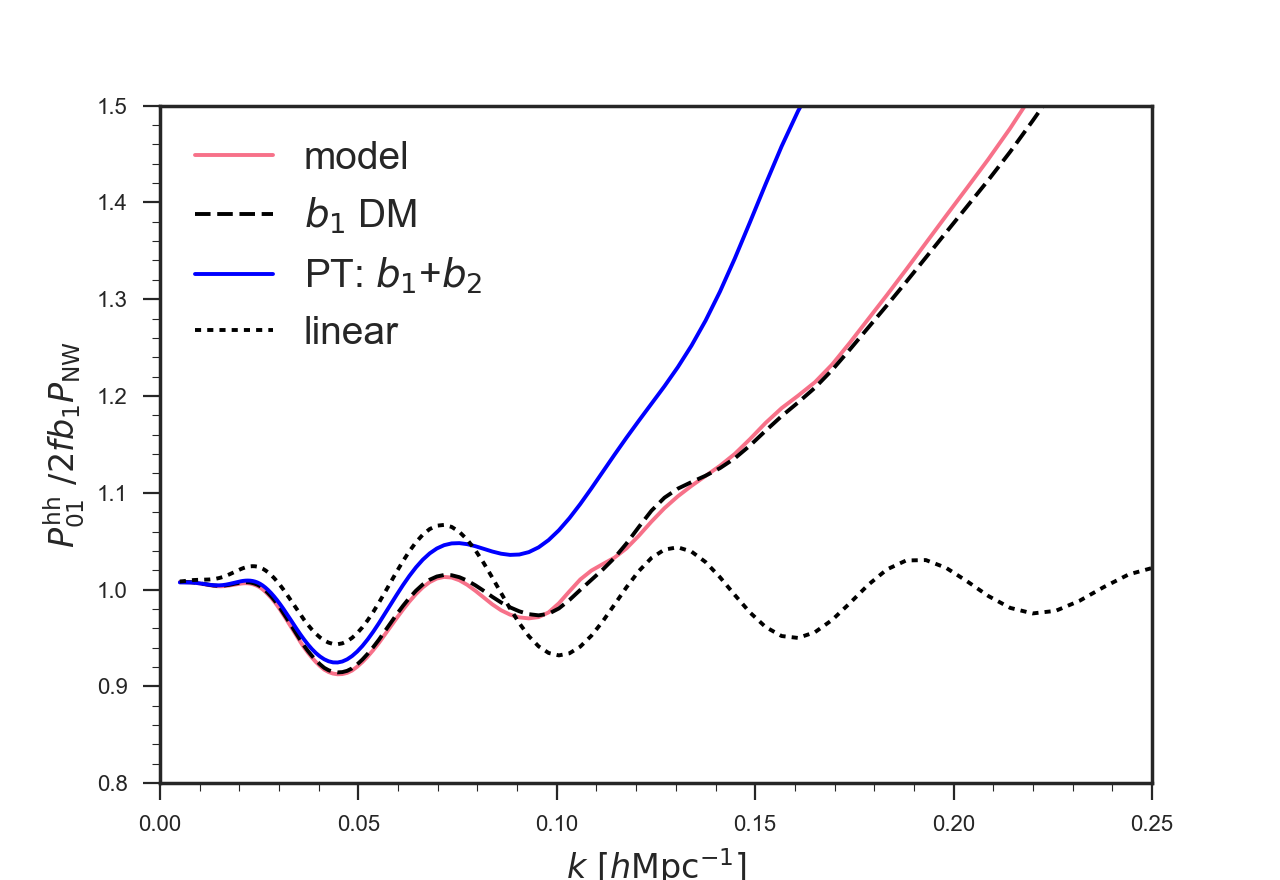 1.5
1.4
1.3
1.2
1.1
1.0
0.9
0.8
model
b₁ DM
PT: b₁+b₂
linear
P₀₁ʰʰ /2fb₁P_NW
0.00 0.05 0.10 0.15 0.20 0.25
k [hMpc⁻¹]